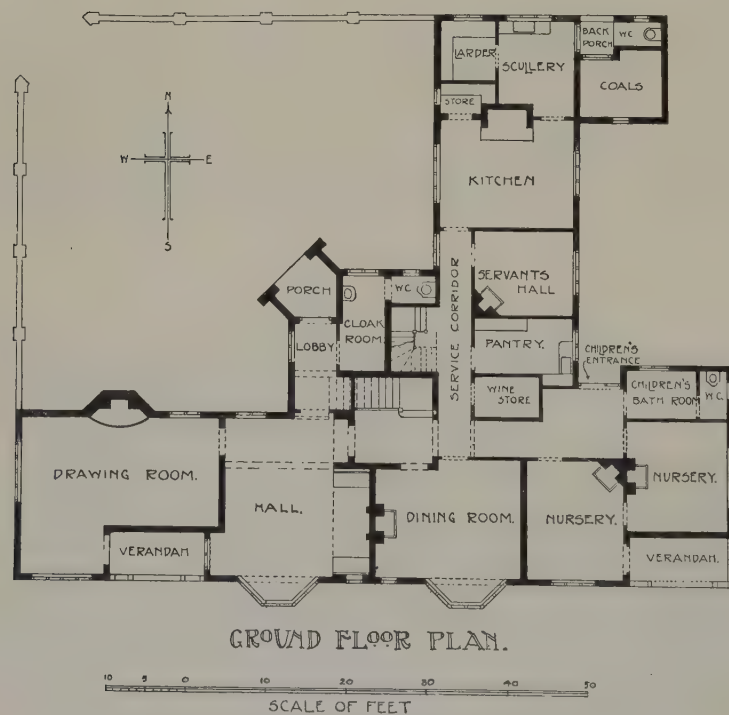 BACK
PORCH
W.C.
LARDER
SCULLERY
COALS
STORE
KITCHEN
N
W
E
S
SERVANTS
HALL
PORCH
W.C.
CLOAK
ROOM.
LOBBY
SERVICE CORRIDOR
PANTRY.
CHILDREN'S
ENTRANCE
WINE
STORE
CHILDREN'S
BATH ROOM
W.C.
DRAWING ROOM.
HALL.
DINING ROOM.
NURSERY.
NURSERY.
VERANDAH
VERANDAH.
GROUND FLOOR PLAN.
10 5 0 10 20 30 40 50
SCALE OF FEET